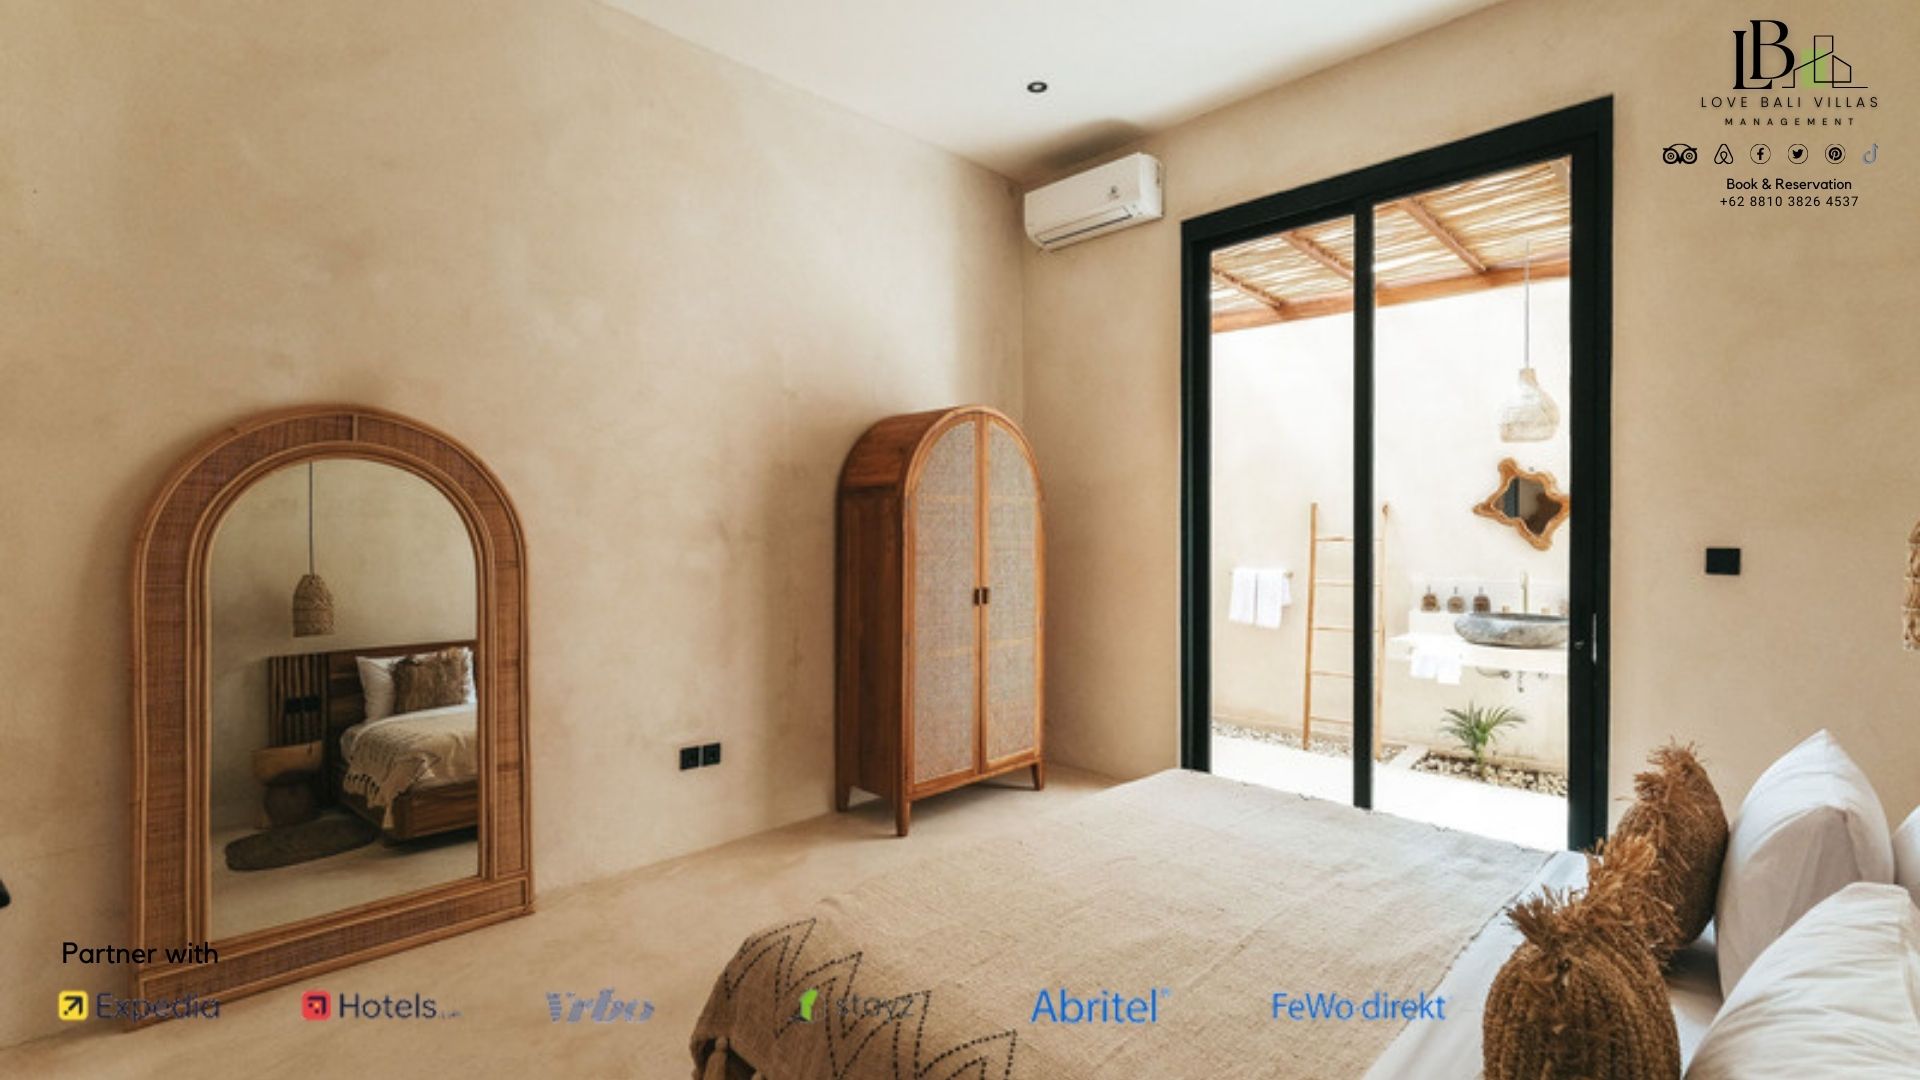 LB
LOVE BALI VILLAS
MANAGEMENT
Book & Reservation
+62 8810 3826 4537
Partner with
Expedia
Hotels
Vrbo
stayz
Abritel®
FeWo·direkt